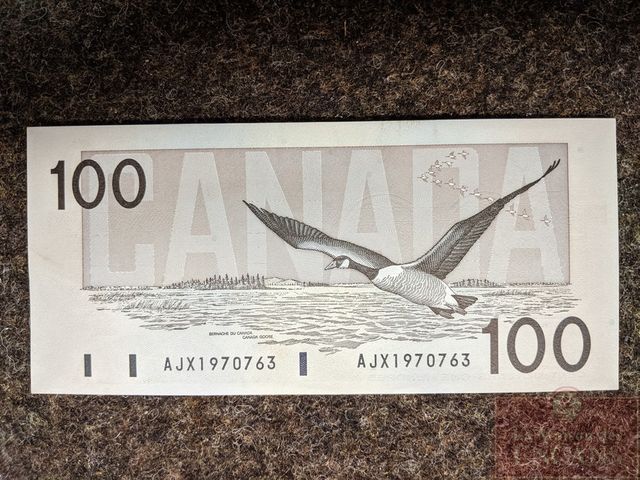 100
CANADA
BERNACHE DU CANADA
CANADA GOOSE
AJX1970763 AJX1970763
100